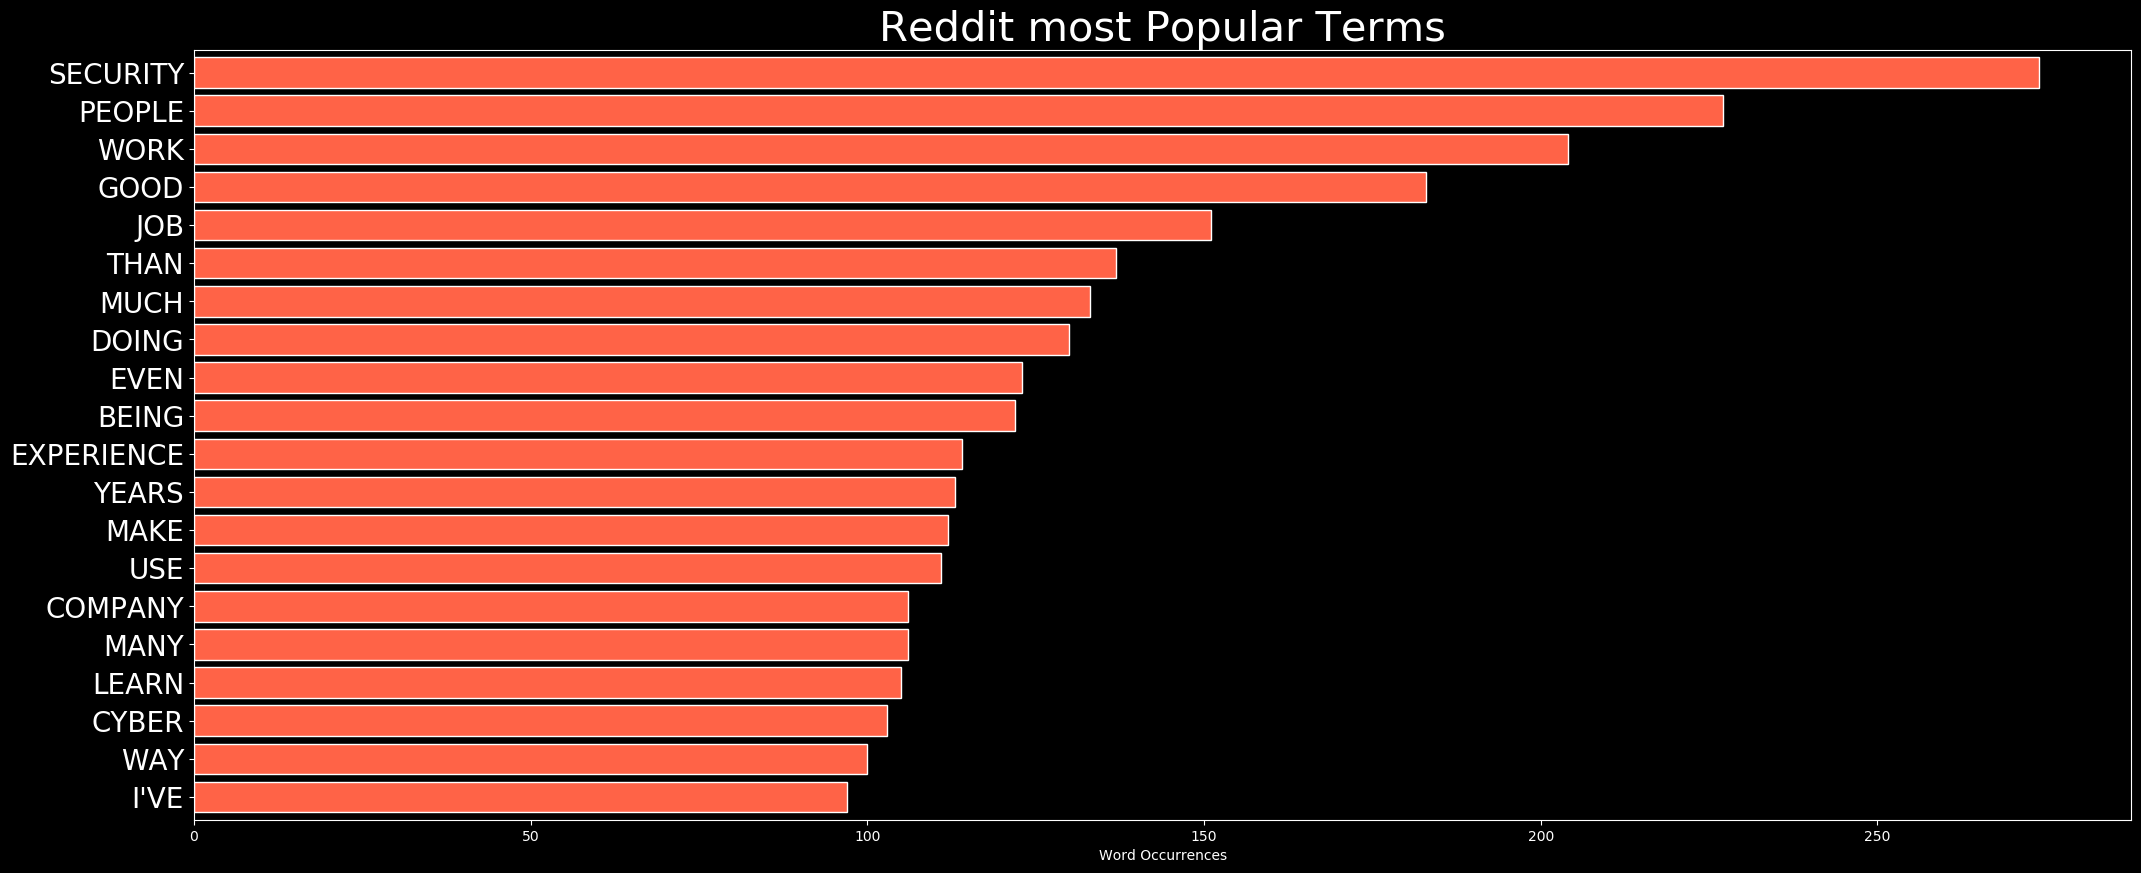 Reddit most Popular Terms
SECURITY
PEOPLE
WORK
GOOD
JOB
THAN
MUCH
DOING
EVEN
BEING
EXPERIENCE
YEARS
MAKE
USE
COMPANY
MANY
LEARN
CYBER
WAY
I'VE
0 50 100 150 200 250
Word Occurrences